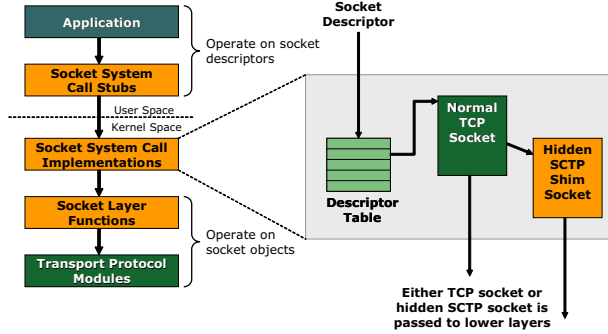 Application
Socket System
Call Stubs
Operate on socket
descriptors
User Space
Kernel Space
Socket System Call
Implementations
Socket Layer
Functions
Transport Protocol
Modules
Operate on
socket objects
Socket
Descriptor
Descriptor
Table
Normal
TCP
Socket
Hidden
SCTP
Shim
Socket
Either TCP socket or
hidden SCTP socket is
passed to lower layers